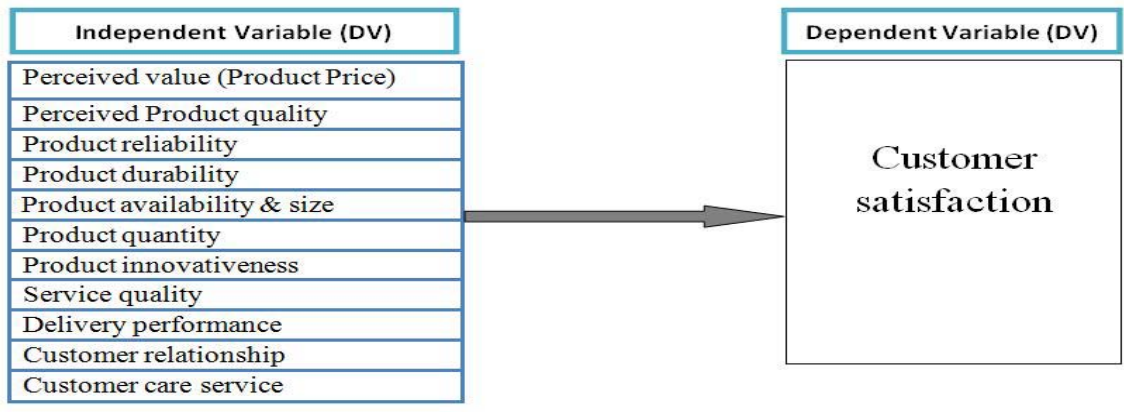 Independent Variable (DV)
Perceived value (Product Price)
Perceived Product quality
Product reliability
Product durability
Product availability & size
Product quantity
Product innovativeness
Service quality
Delivery performance
Customer relationship
Customer care service
Dependent Variable (DV)
Customer
satisfaction